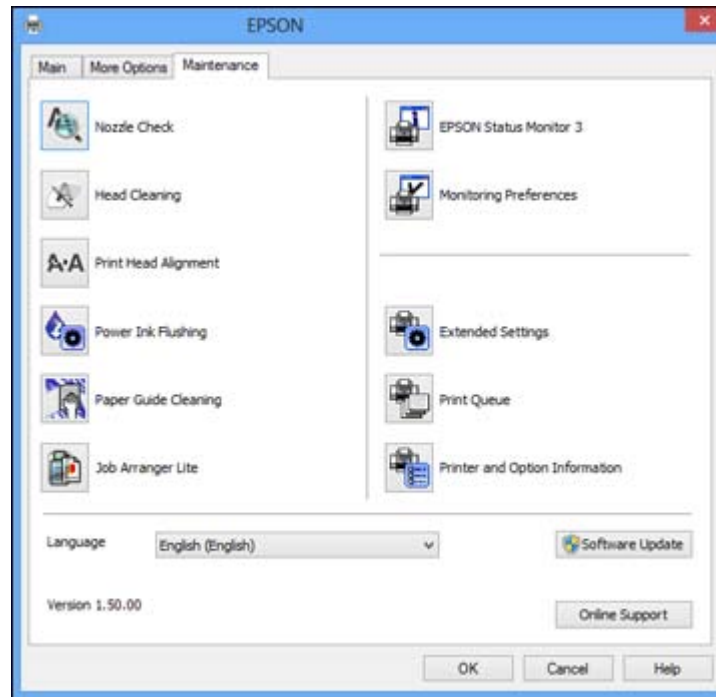 EPSON
Main
More Options
Maintenance
Nozzle Check
Head Cleaning
A·A
Print Head Alignment
Power Ink Flushing
Paper Guide Cleaning
Job Arranger Lite
EPSON Status Monitor 3
Monitoring Preferences
Extended Settings
Print Queue
Printer and Option Information
Language
English (English)
Software Update
Version 1.50.00
Online Support
OK
Cancel
Help